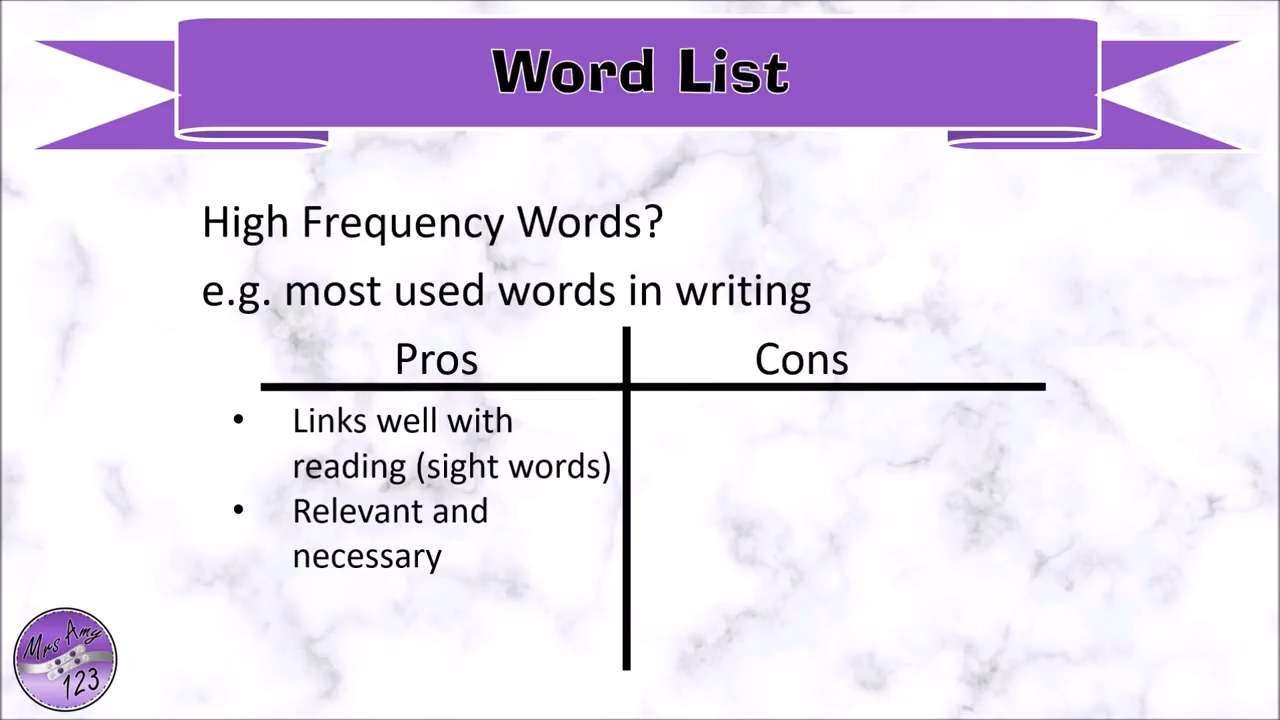 Word List
High Frequency Words?
e.g. most used words in writing
Pros
Cons
• Links well with
reading (sight words)
• Relevant and
necessary
Mrs Amy
123